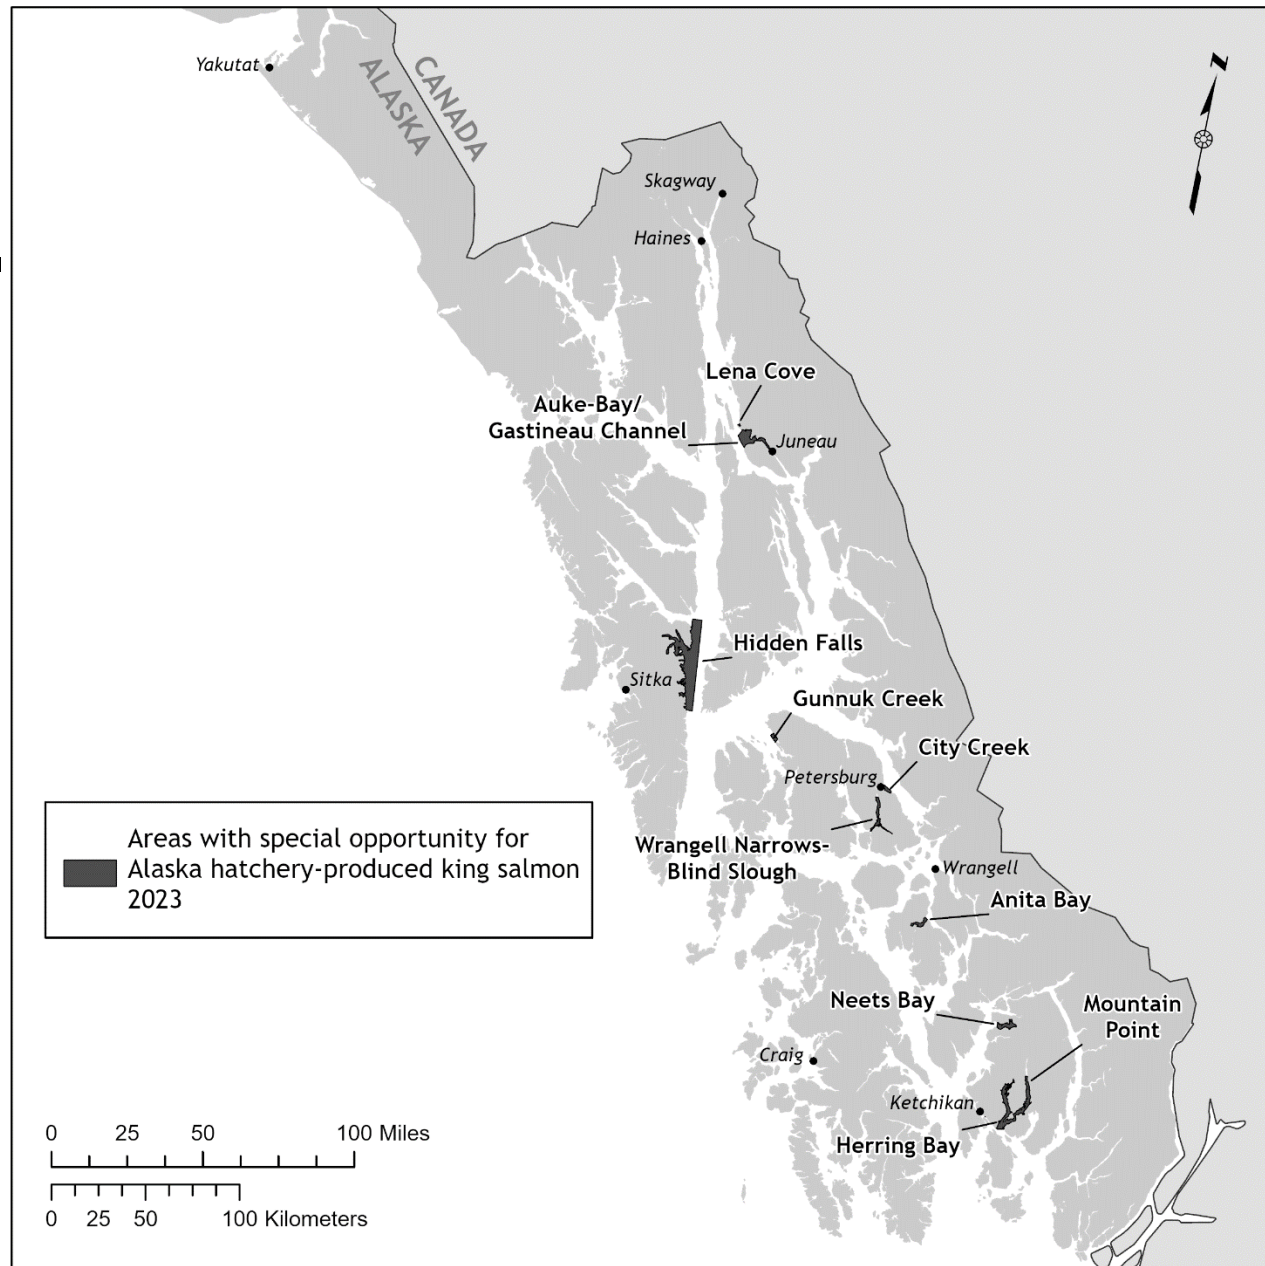 Yakutat
CANADA
ALASKA
N
Skagway
Haines
Lena Cove
Auke-Bay/
Gastineau Channel
Juneau
Hidden Falls
Sitka
Gunnuk Creek
City Creek
Petersburg
Wrangell Narrows-
Blind Slough
Wrangell
Anita Bay
Areas with special opportunity for
Alaska hatchery-produced king salmon
2023
Neets Bay
Mountain
Point
Craig
Ketchikan
Herring Bay
0 25 50 100 Miles
0 25 50 100 Kilometers